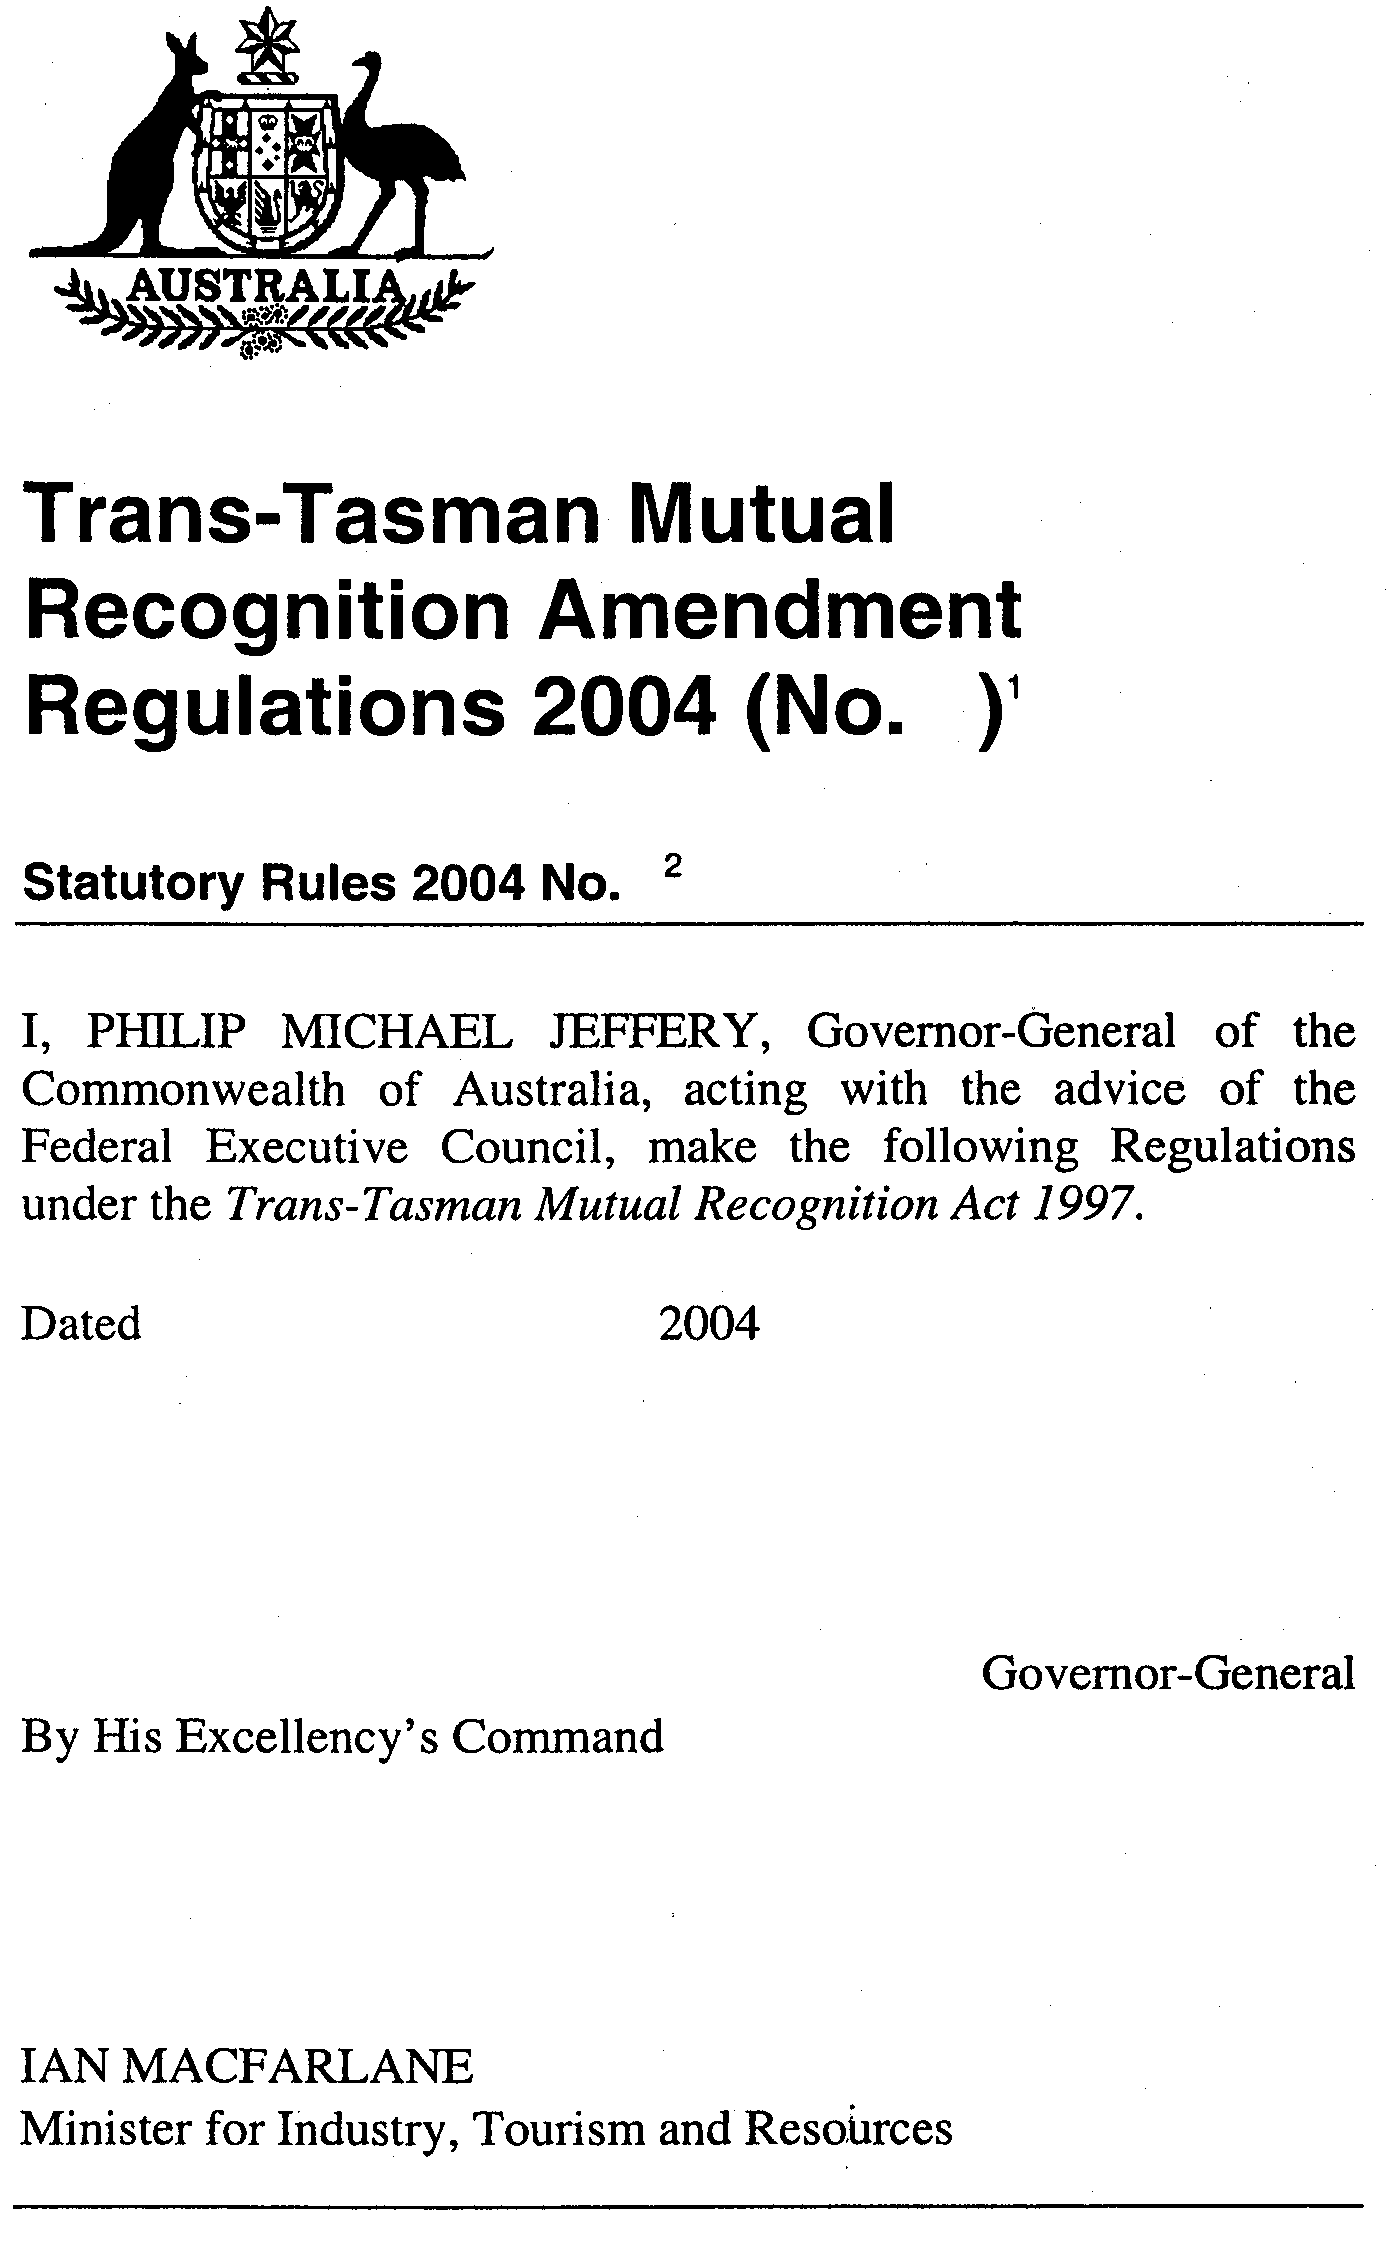 AUSTRALIA
Trans-Tasman Mutual
Recognition Amendment
Regulations 2004 (No. )¹
Statutory Rules 2004 No. ²
I, PHILIP MICHAEL JEFFERY, Governor-General of the
Commonwealth of Australia, acting with the advice of the
Federal Executive Council, make the following Regulations
under the Trans-Tasman Mutual Recognition Act 1997.
Dated 2004
Governor-General
By His Excellency's Command
IAN MACFARLANE
Minister for Industry, Tourism and Resources